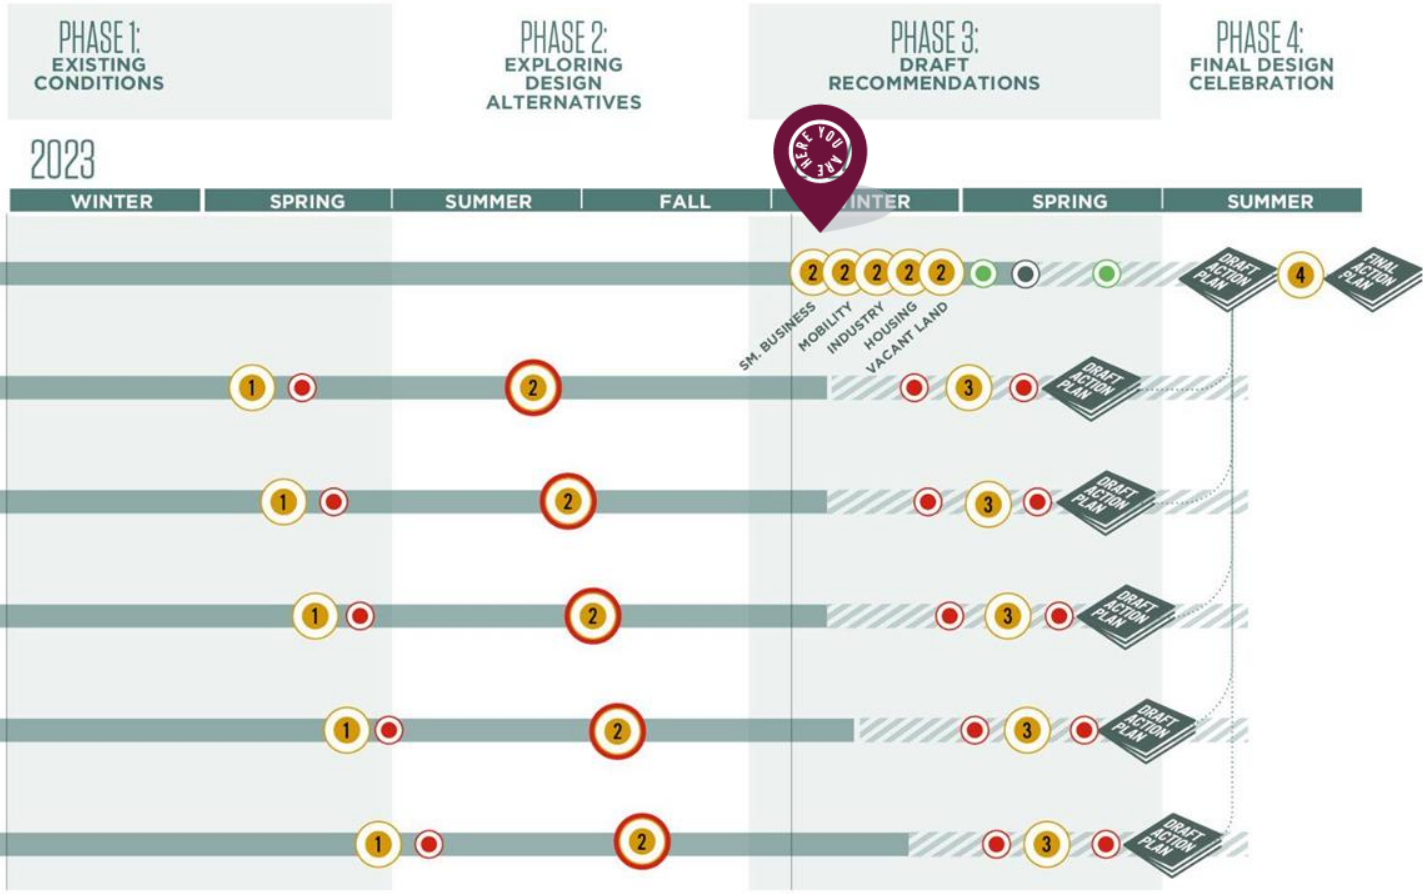 PHASE 1:
EXISTING
CONDITIONS
PHASE 2:
EXPLORING
DESIGN
ALTERNATIVES
PHASE 3:
DRAFT
RECOMMENDATIONS
PHASE 4:
FINAL DESIGN
CELEBRATION
YOU ARE HERE
2023
WINTER
SPRING
SUMMER
FALL
INTER
SPRING
SUMMER
2
2
2
2
2
SM. BUSINESS
MOBILITY
INDUSTRY
HOUSING
VACANT LAND
DRAFT
ACTION
PLAN
4
FINAL
ACTION
PLAN
1
2
3
DRAFT
ACTION
PLAN
1
2
3
DRAFT
ACTION
PLAN
1
2
3
DRAFT
ACTION
PLAN
1
2
3
DRAFT
ACTION
PLAN
1
2
3
DRAFT
ACTION
PLAN